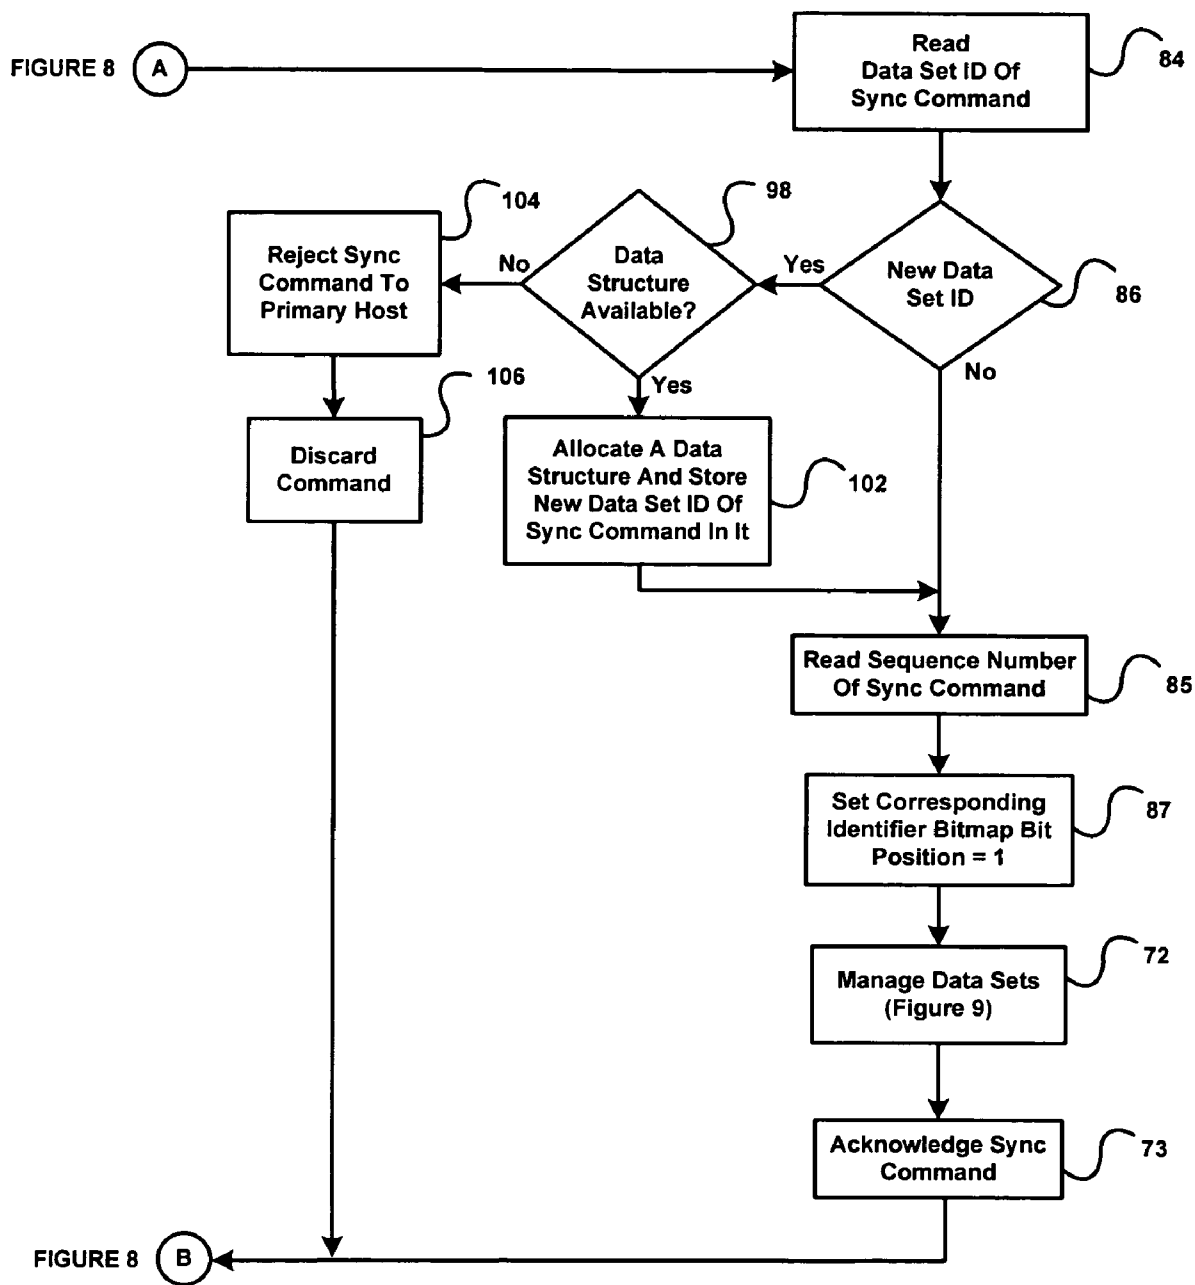 FIGURE 8 A
Read
Data Set ID Of
Sync Command
84
104
98
Reject Sync
Command To
Primary Host
No
Data
Structure
Available?
Yes
New Data
Set ID
86
106
Yes
No
Discard
Command
Allocate A Data
Structure And Store
New Data Set ID Of
Sync Command In It
102
Read Sequence Number
Of Sync Command
85
Set Corresponding
Identifier Bitmap Bit
Position = 1
87
Manage Data Sets
(Figure 9)
72
Acknowledge Sync
Command
73
FIGURE 8 B